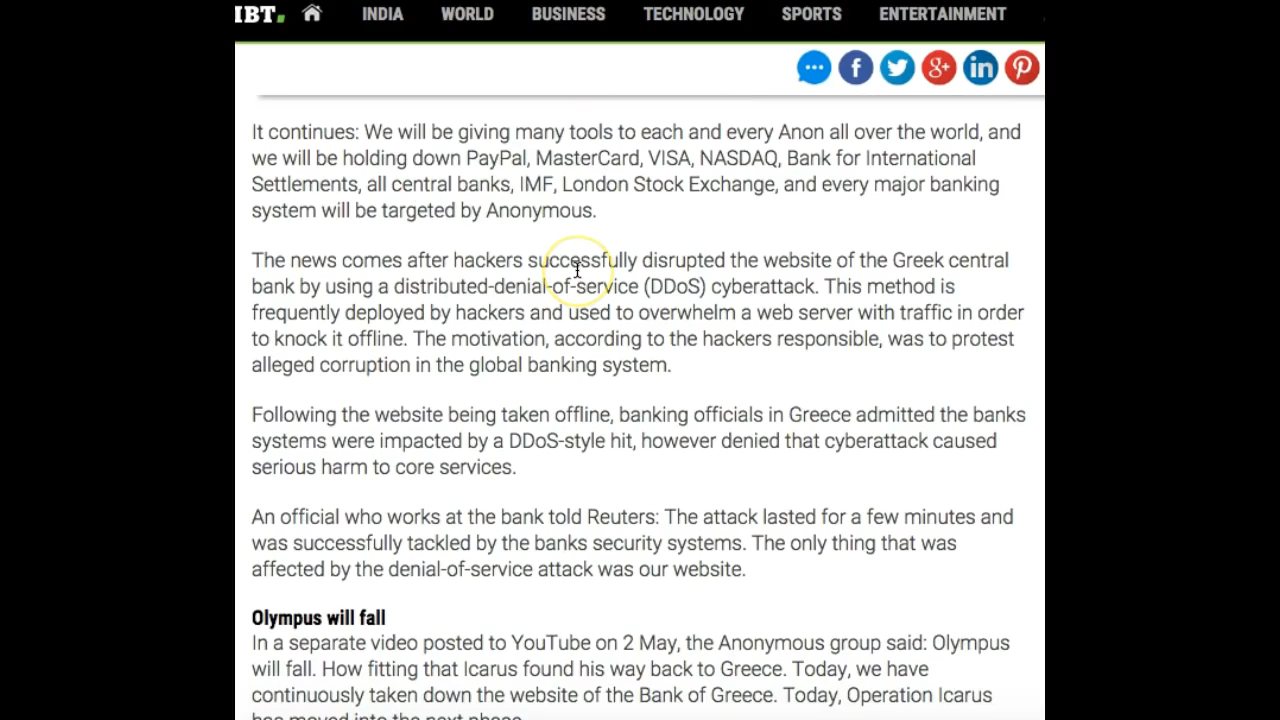 IBT.
INDIA WORLD BUSINESS TECHNOLOGY SPORTS ENTERTAINMENT
It continues: We will be giving many tools to each and every Anon all over the world, and
we will be holding down PayPal, MasterCard, VISA, NASDAQ, Bank for International
Settlements, all central banks, IMF, London Stock Exchange, and every major banking
system will be targeted by Anonymous.
The news comes after hackers successfully disrupted the website of the Greek central
bank by using a distributed-denial-of-service (DDoS) cyberattack. This method is
frequently deployed by hackers and used to overwhelm a web server with traffic in order
to knock it offline. The motivation, according to the hackers responsible, was to protest
alleged corruption in the global banking system.
Following the website being taken offline, banking officials in Greece admitted the banks
systems were impacted by a DDoS-style hit, however denied that cyberattack caused
serious harm to core services.
An official who works at the bank told Reuters: The attack lasted for a few minutes and
was successfully tackled by the banks security systems. The only thing that was
affected by the denial-of-service attack was our website.
Olympus will fall
In a separate video posted to YouTube on 2 May, the Anonymous group said: Olympus
will fall. How fitting that Icarus found his way back to Greece. Today, we have
continuously taken down the website of the Bank of Greece. Today, Operation Icarus
has moved into the next phase.